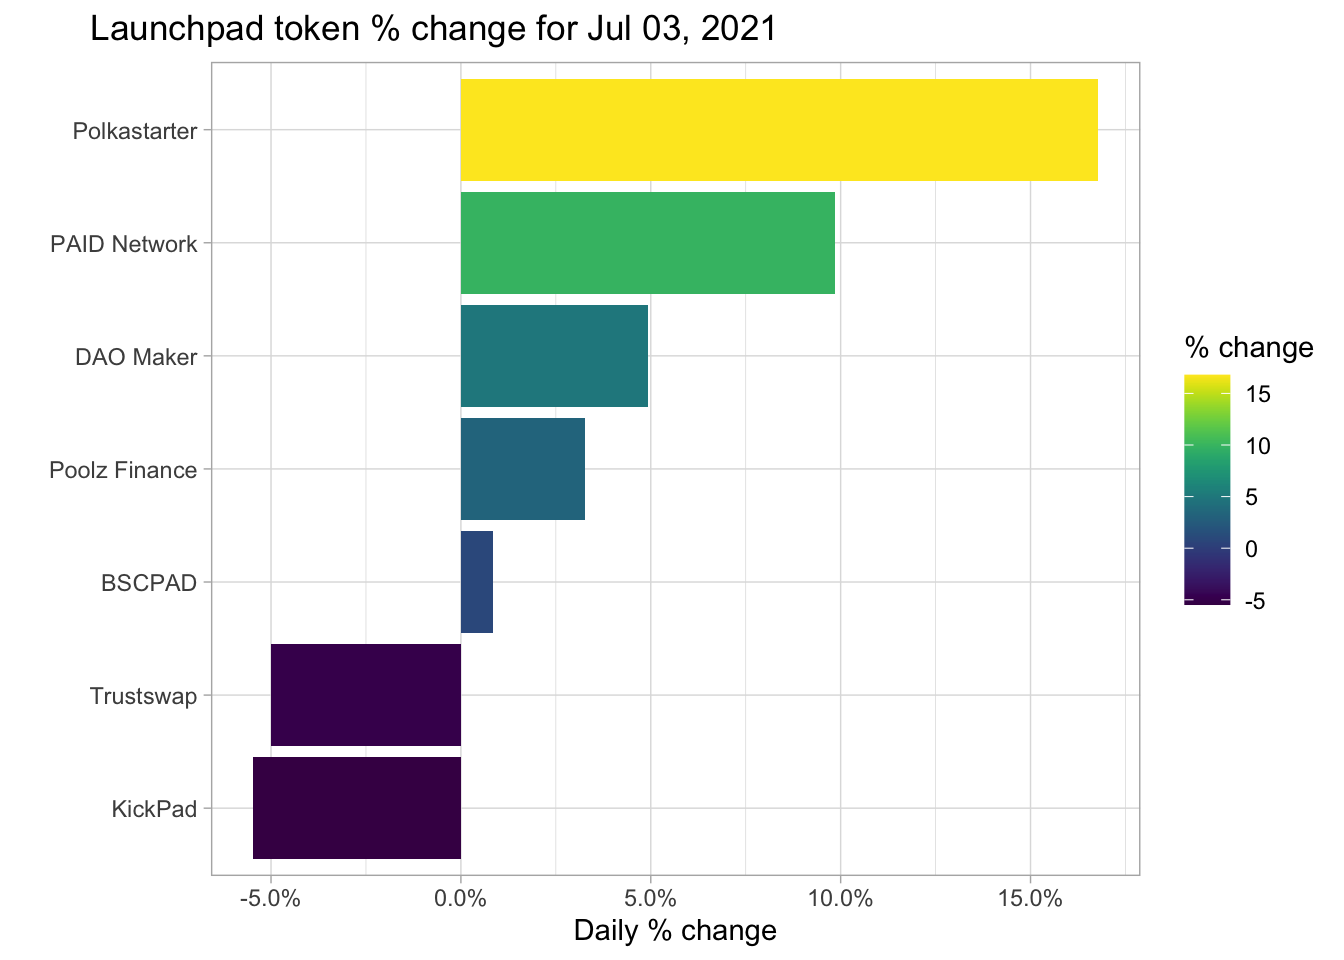 Launchpad token % change for Jul 03, 2021
Polkastarter
PAID Network
DAO Maker
Poolz Finance
BSCPAD
Trustswap
KickPad
-5.0%
0.0%
5.0%
10.0%
15.0%
Daily % change
% change
15
10
5
0
-5